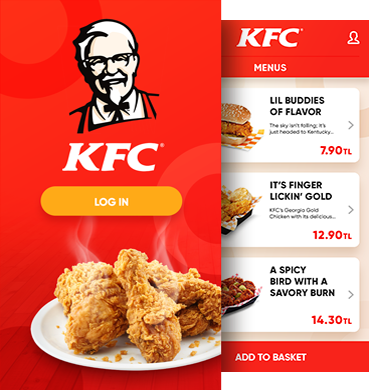 KFC
LOG IN
KFC
MENUS
LIL BUDDIES
OF FLAVOR
The sky isn't falling; it's
just headed to Kentucky...
7.90TL
IT'S FINGER
LICKIN' GOLD
KFC's Georgia Gold
Chicken with its delicious...
12.90TL
A SPICY
BIRD WITH A
SAVORY BURN
14.30TL
ADD TO BASKET